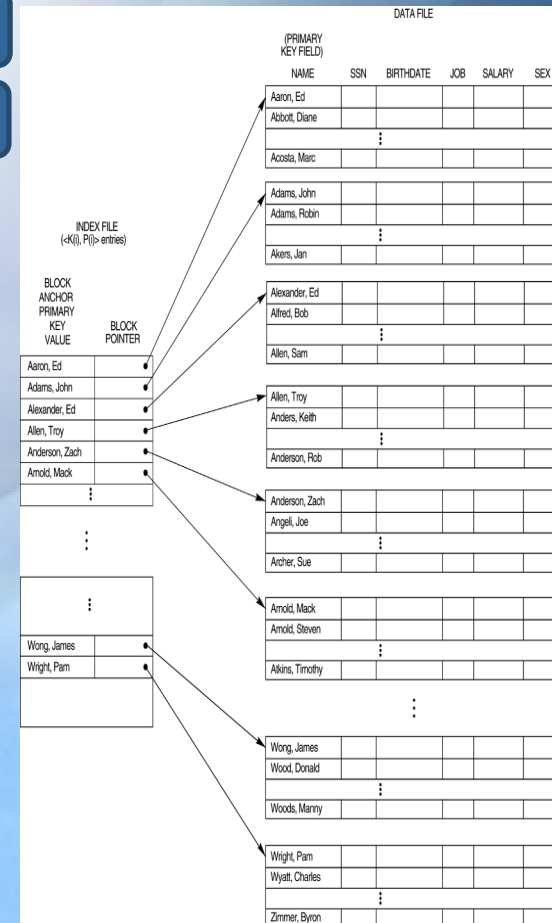 DATA FILE
(PRIMARY
KEY FIELD)
NAME SSN BIRTHDATE JOB SALARY SEX
Aaron, Ed
Abbott, Diane
Acosta, Marc
Adams, John
Adams, Robin
Akers, Jan
Alexander, Ed
Alfred, Bob
Allen, Sam
Allen, Troy
Anders, Keith
Anderson, Rob
Anderson, Zach
Angeli, Joe
Archer, Sue
Arnold, Mack
Arnold, Steven
Atkins, Timothy
Wong, James
Wood, Donald
Woods, Manny
Wright, Pam
Wyatt, Charles
Zimmer, Byron
INDEX FILE
(<K(i), P(i)> entries)
BLOCK
ANCHOR
PRIMARY
KEY
VALUE
BLOCK
POINTER
Aaron, Ed
Adams, John
Alexander, Ed
Allen, Troy
Anderson, Zach
Arnold, Mack
Wong, James
Wright, Pam